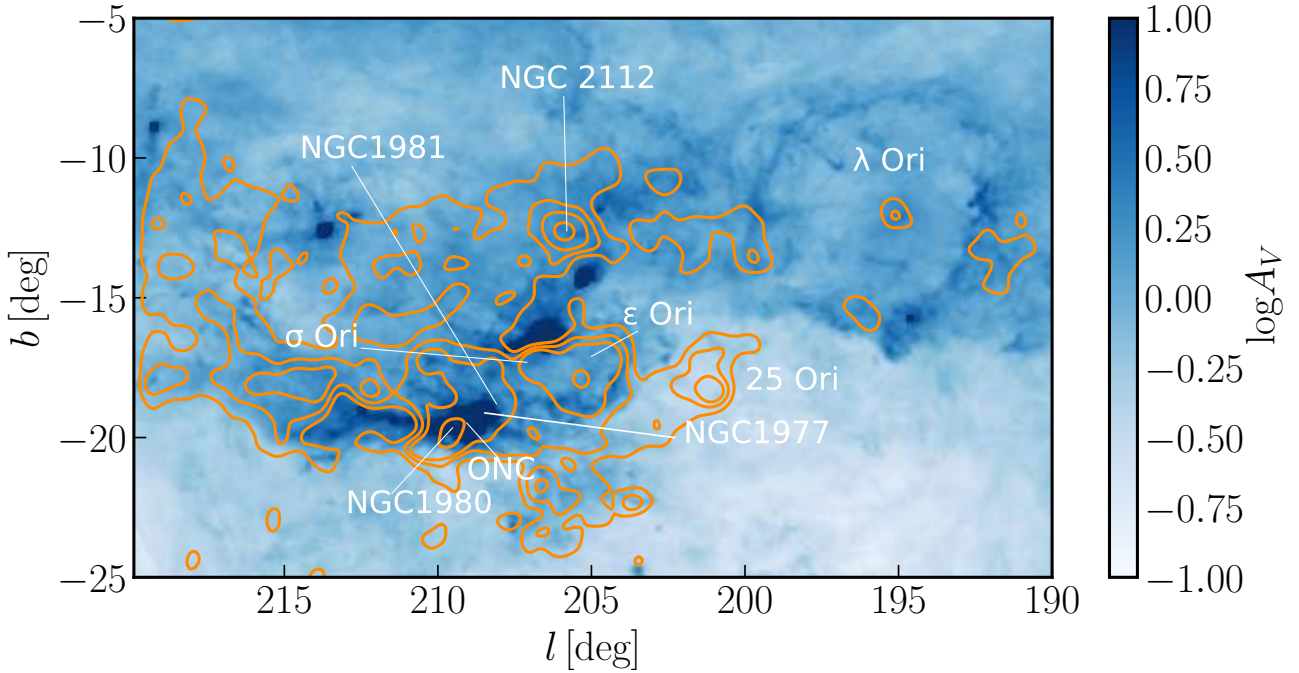 −5
−10
−15
−20
−25
b [deg]
215
210
205
200
195
190
l [deg]
NGC 2112
NGC1981
λ Ori
ε Ori
σ Ori
25 Ori
NGC1977
ONC
NGC1980
1.00
0.75
0.50
0.25
0.00
−0.25
−0.50
−0.75
−1.00
log A_V